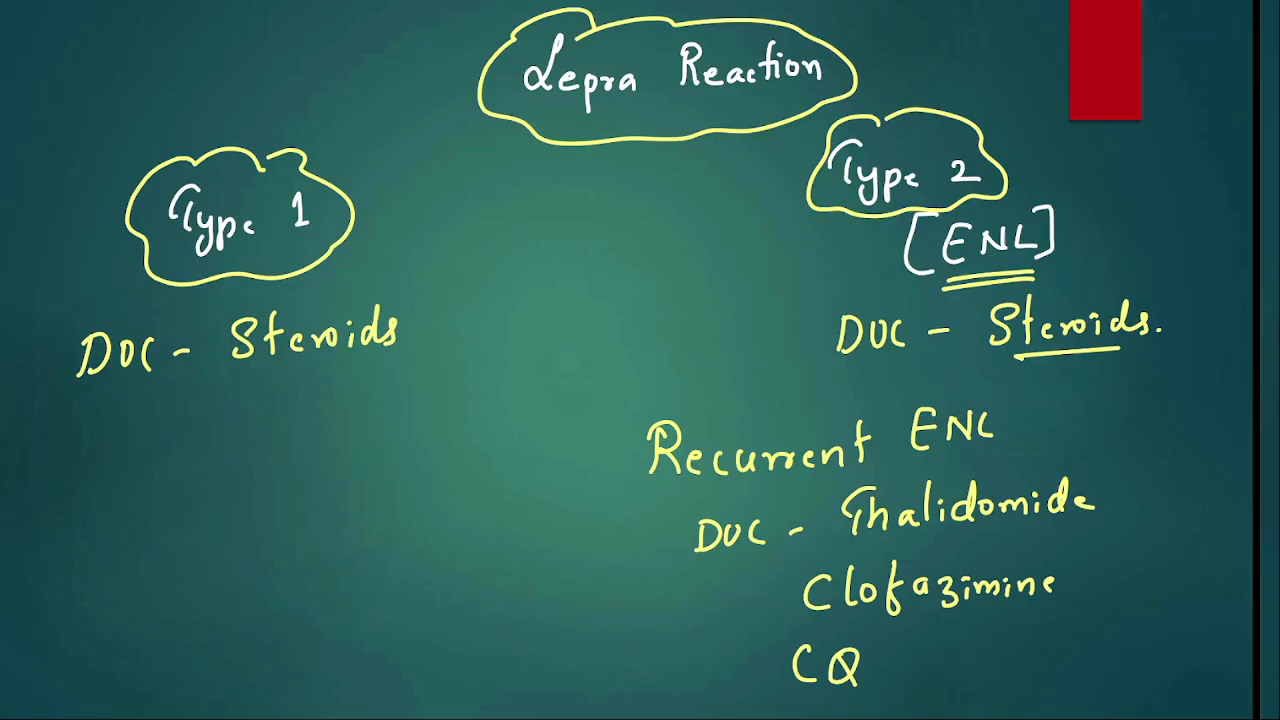 Lepra Reaction
Type 1
DOC - Steroids
Type 2
[ENL]
DOC - Steroids.
Recurrent ENL
DOC - Thalidomide
Clofazimine
CQ